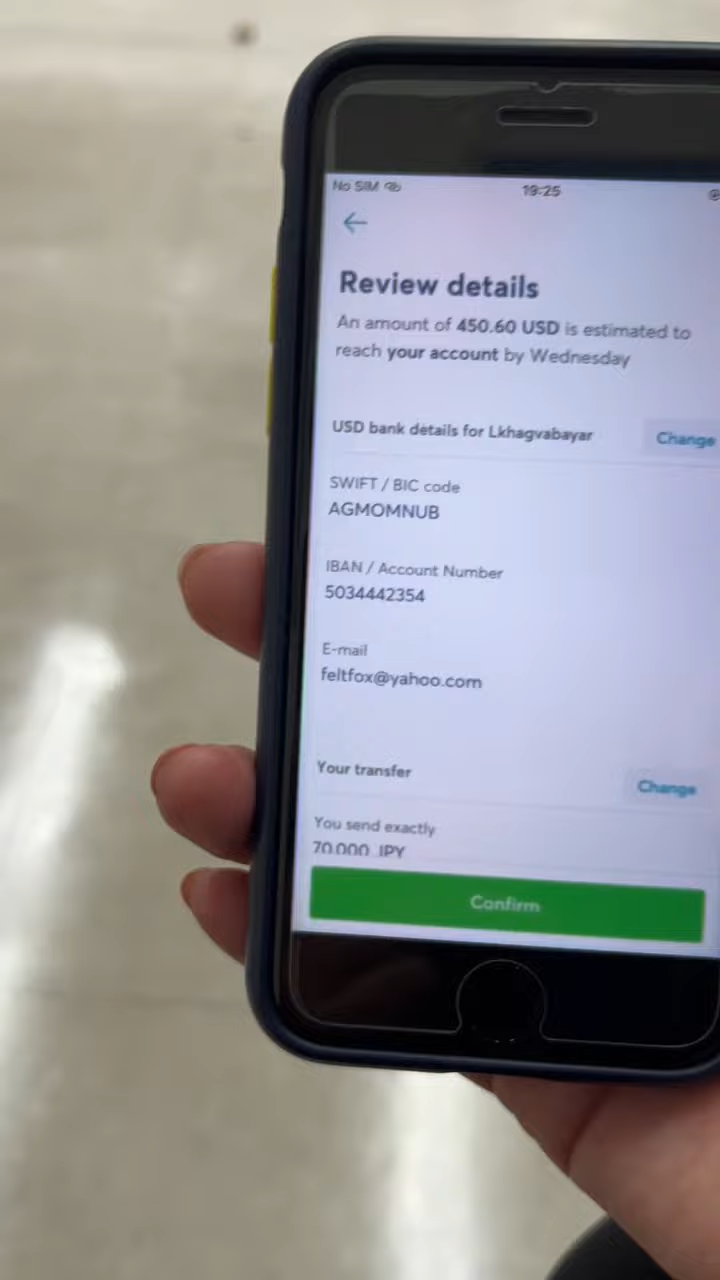 No SIM
19:25
Review details
An amount of 450.60 USD is estimated to
reach your account by Wednesday
USD bank details for Lkhagvabayar
Change
SWIFT / BIC code
AGMOMNUB
IBAN / Account Number
5034442354
E-mail
feltfox@yahoo.com
Your transfer
Change
You send exactly
70.000 JPY
Confirm